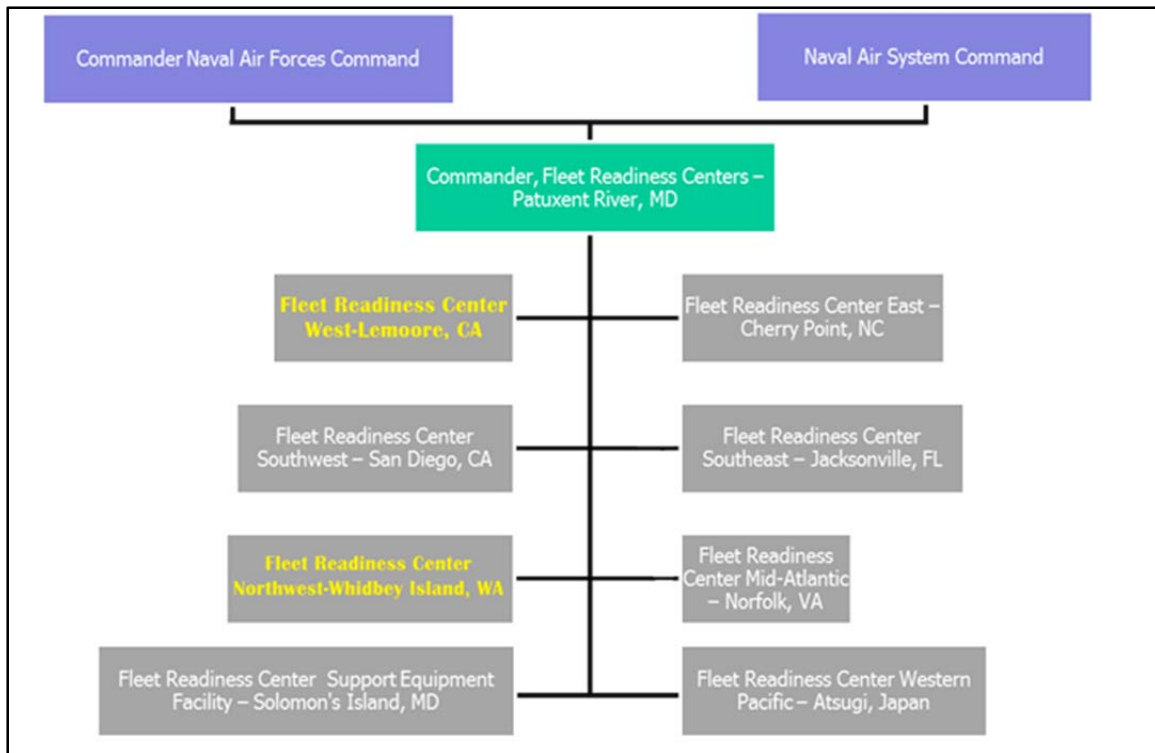 Commander Naval Air Forces Command
Naval Air System Command
Commander, Fleet Readiness Centers –
Patuxent River, MD
Fleet Readiness Center
West-Lemoore, CA
Fleet Readiness Center East –
Cherry Point, NC
Fleet Readiness Center
Southwest – San Diego, CA
Fleet Readiness Center
Southeast – Jacksonville, FL
Fleet Readiness Center
Northwest-Whidbey Island, WA
Fleet Readiness
Center Mid-Atlantic
– Norfolk, VA
Fleet Readiness Center Support Equipment
Facility – Solomon's Island, MD
Fleet Readiness Center Western
Pacific – Atsugi, Japan